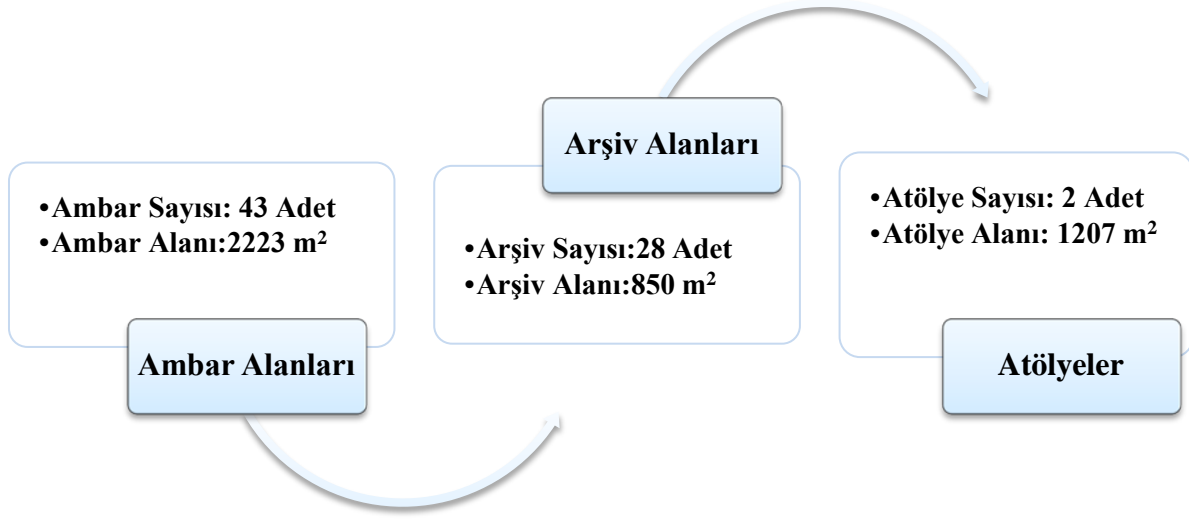 •Ambar Sayısı: 43 Adet
•Ambar Alanı:2223 m²
Ambar Alanları
Arşiv Alanları
•Arşiv Sayısı:28 Adet
•Arşiv Alanı:850 m²
•Atölye Sayısı: 2 Adet
•Atölye Alanı: 1207 m²
Atölyeler